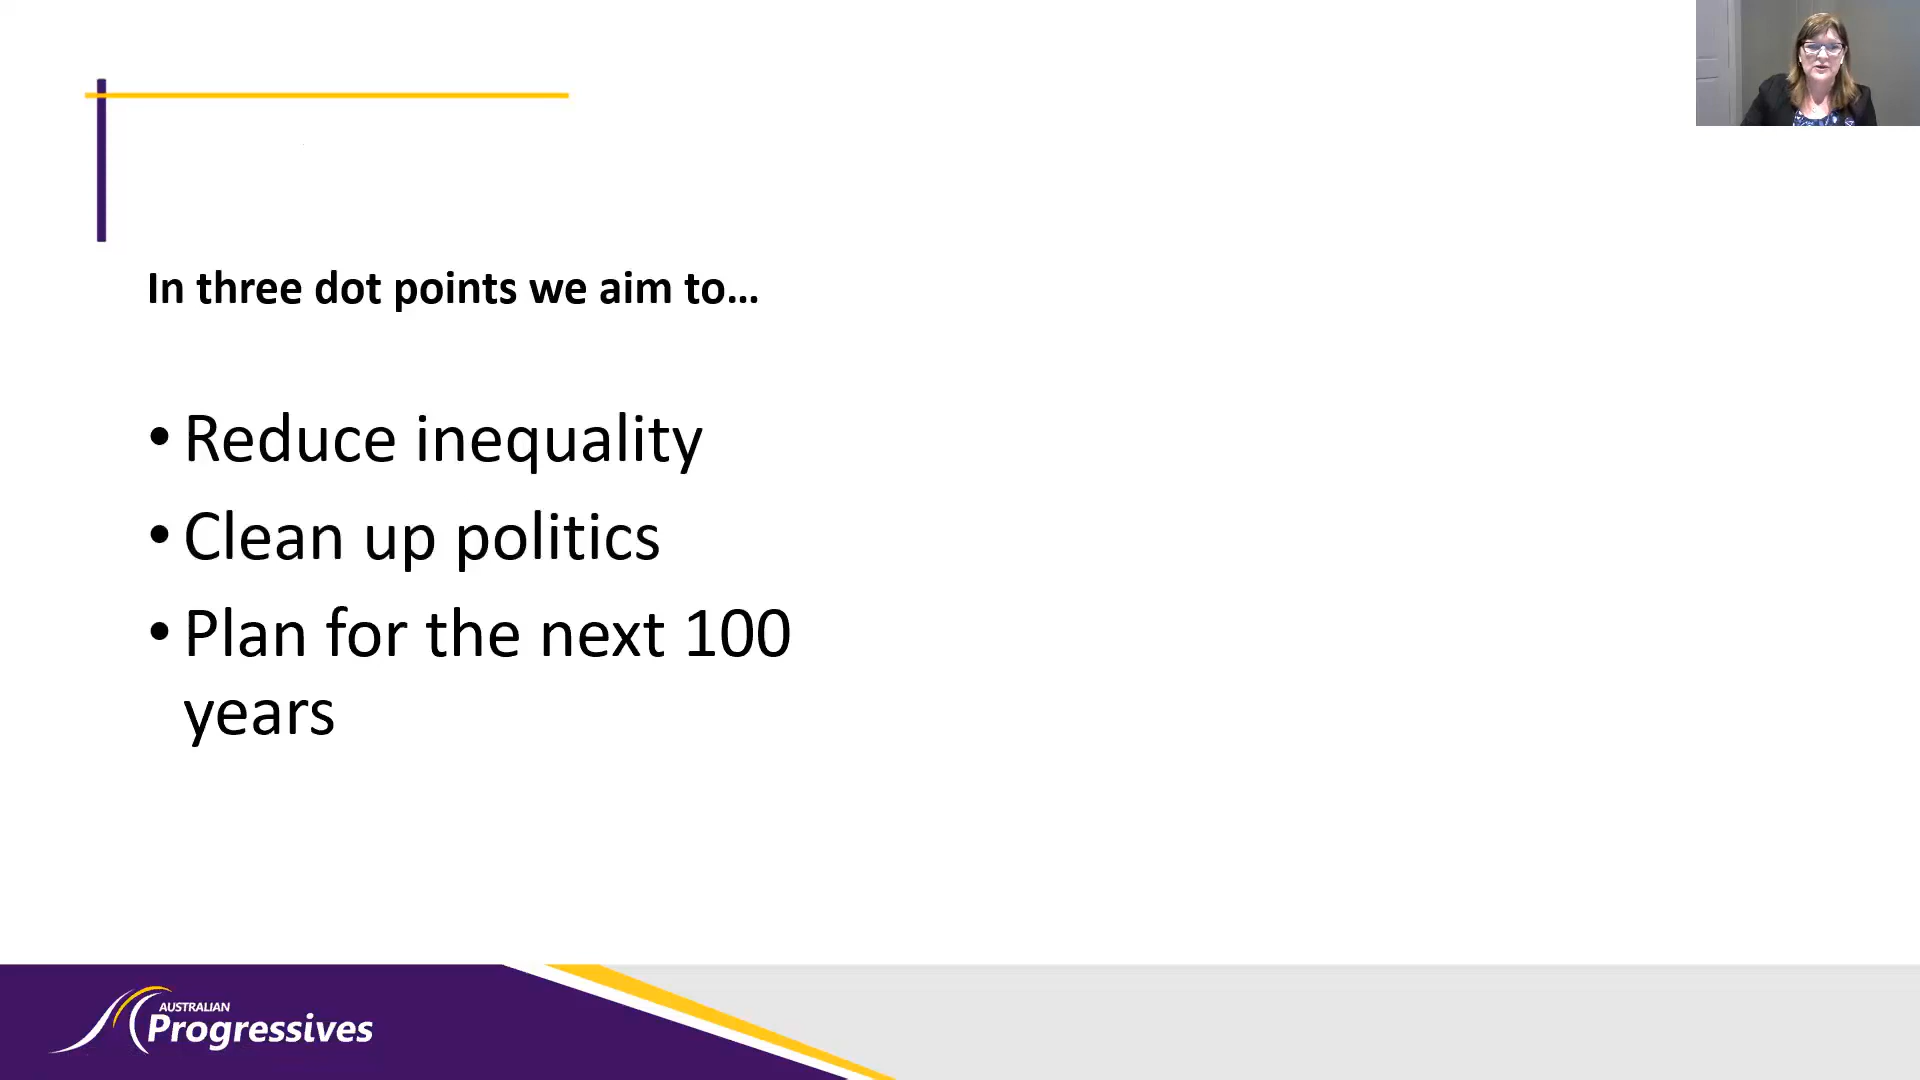 In three dot points we aim to...
• Reduce inequality
• Clean up politics
• Plan for the next 100
years
AUSTRALIAN
Progressives